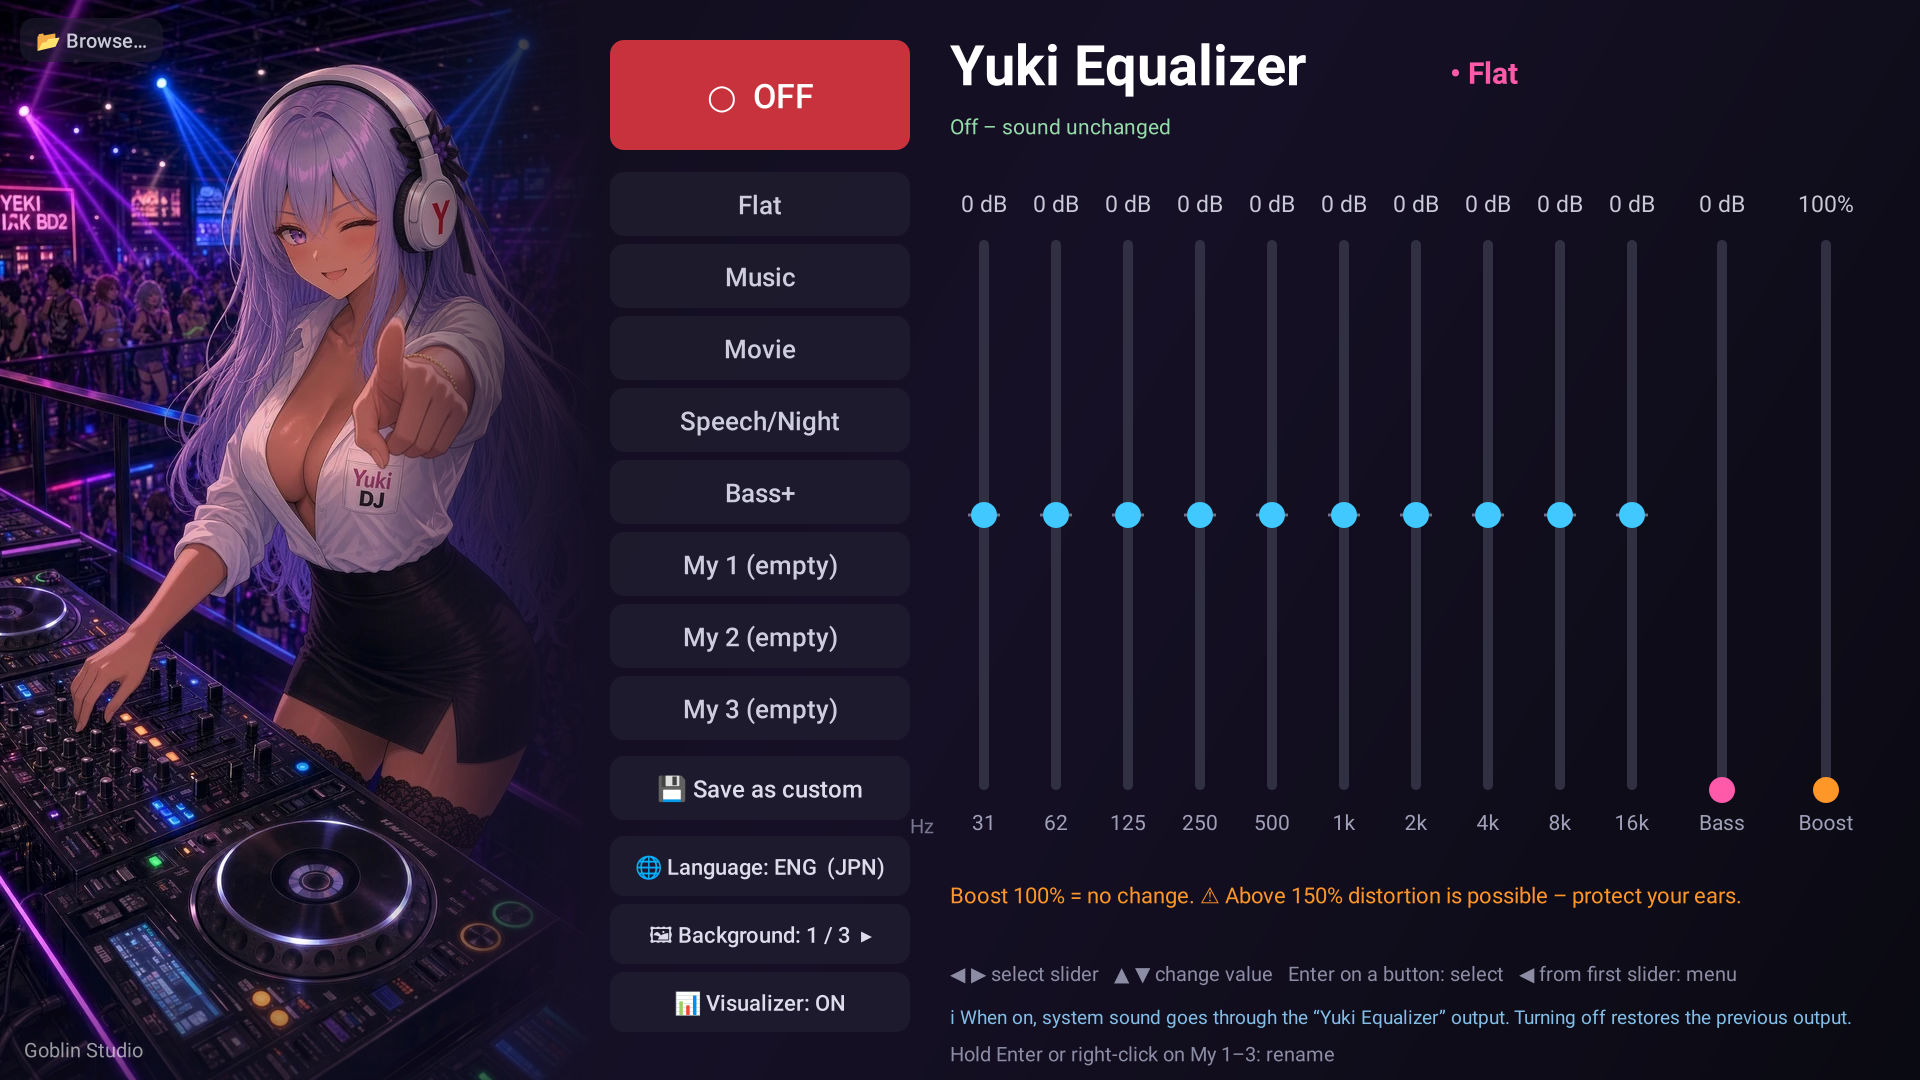 📂 Browse...
YEKI
Y
Yuki
DJ
Goblin Studio
○ OFF
Flat
Music
Movie
Speech/Night
Bass+
My 1 (empty)
My 2 (empty)
My 3 (empty)
💾 Save as custom
🌐 Language: ENG (JPN)
🖼 Background: 1 / 3 ▸
📊 Visualizer: ON
Yuki Equalizer
• Flat
Off – sound unchanged
0 dB 0 dB 0 dB 0 dB 0 dB 0 dB 0 dB 0 dB 0 dB 0 dB 0 dB 100%
Hz 31 62 125 250 500 1k 2k 4k 8k 16k Bass Boost
Boost 100% = no change. ⚠ Above 150% distortion is possible – protect your ears.
◀ ▶ select slider ▲ ▼ change value Enter on a button: select ◀ from first slider: menu
i When on, system sound goes through the “Yuki Equalizer” output. Turning off restores the previous output.
Hold Enter or right-click on My 1–3: rename